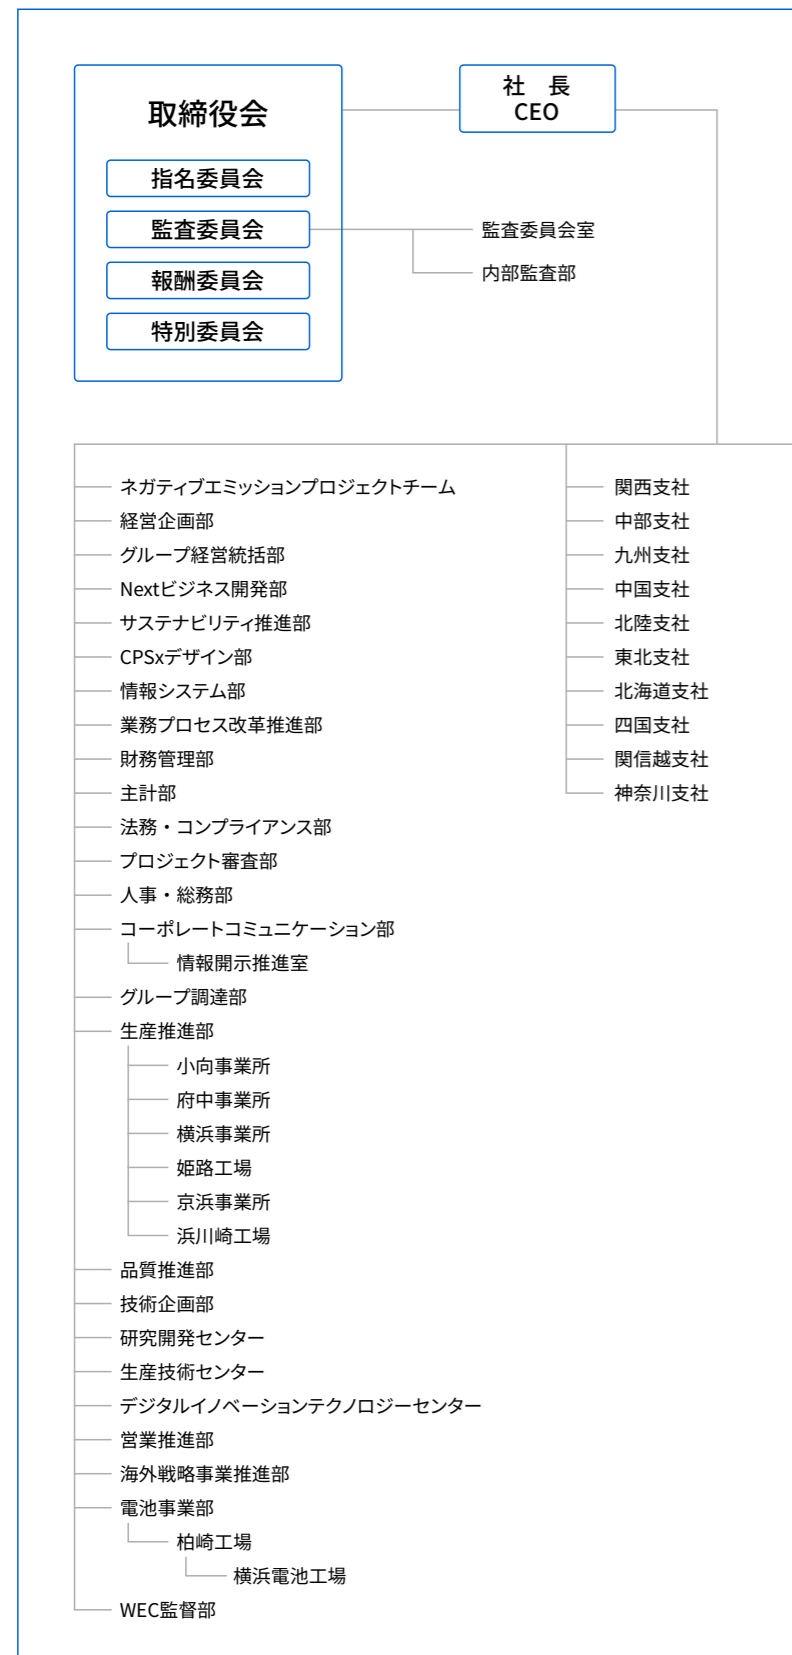 取締役会
指名委員会
監査委員会
報酬委員会
特別委員会
社 長
CEO
監査委員会室
内部監査部
ネガティブエミッションプロジェクトチーム
経営企画部
グループ経営統括部
Nextビジネス開発部
サステナビリティ推進部
CPSxデザイン部
情報システム部
業務プロセス改革推進部
財務管理部
主計部
法務・コンプライアンス部
プロジェクト審査部
人事・総務部
コーポレートコミュニケーション部
情報開示推進室
グループ調達部
生産推進部
小向事業所
府中事業所
横浜事業所
姫路工場
京浜事業所
浜川崎工場
品質推進部
技術企画部
研究開発センター
生産技術センター
デジタルイノベーションテクノロジーセンター
営業推進部
海外戦略事業推進部
電池事業部
柏崎工場
横浜電池工場
WEC監督部
関西支社
中部支社
九州支社
中国支社
北陸支社
東北支社
北海道支社
四国支社
関信越支社
神奈川支社